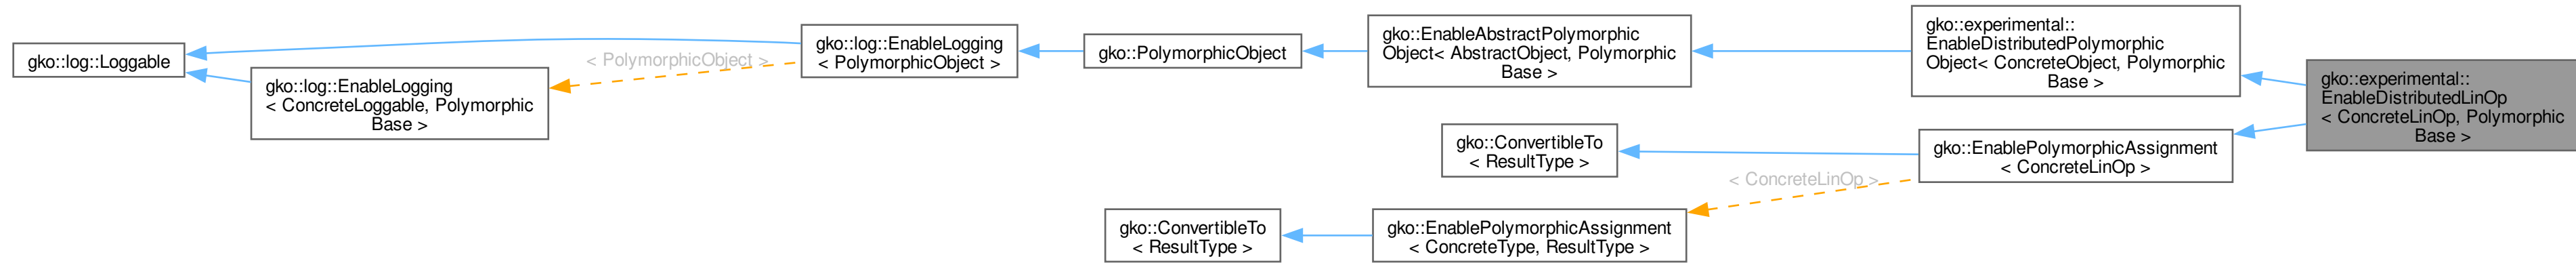 gko::log::Loggable
gko::log::EnableLogging
< ConcreteLoggable, Polymorphic
Base >
< PolymorphicObject >
gko::log::EnableLogging
< PolymorphicObject >
gko::PolymorphicObject
gko::EnableAbstractPolymorphic
Object< AbstractObject, Polymorphic
Base >
gko::experimental::
EnableDistributedPolymorphic
Object< ConcreteObject, Polymorphic
Base >
gko::experimental::
EnableDistributedLinOp
< ConcreteLinOp, Polymorphic
Base >
gko::ConvertibleTo
< ResultType >
gko::EnablePolymorphicAssignment
< ConcreteLinOp >
< ConcreteLinOp >
gko::ConvertibleTo
< ResultType >
gko::EnablePolymorphicAssignment
< ConcreteType, ResultType >